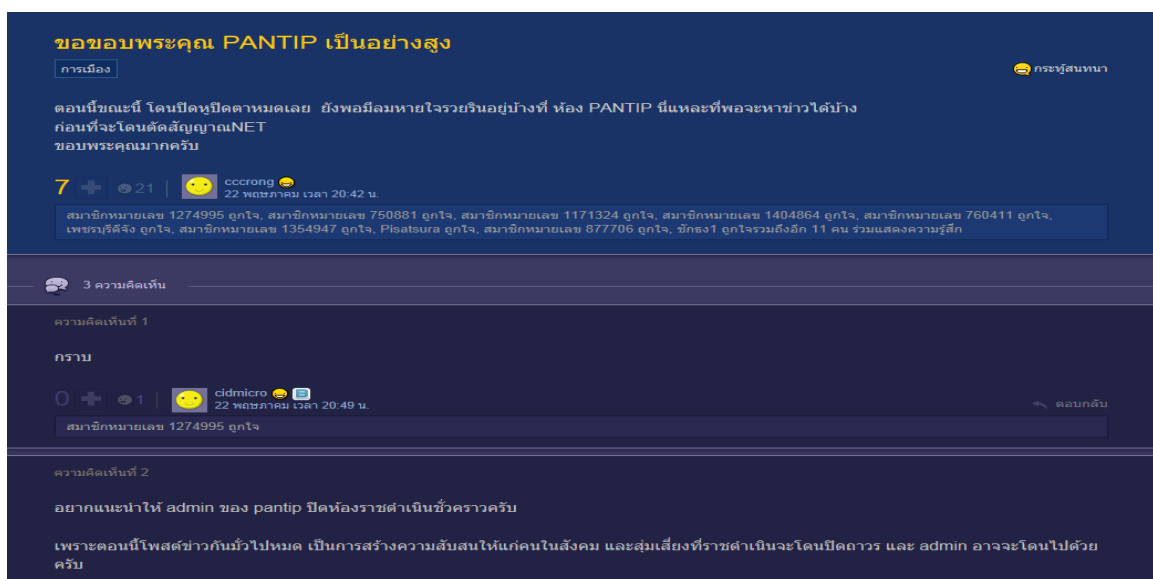 ขอขอบพระคุณ PANTIP เป็นอย่างสูง
การเมือง
กระทู้สนทนา
ตอนนี้ขณะนี้ โดนปิดหูปิดตาหมดเลย ยังพอมีลมหายใจรวยรินอยู่บ้างที่ ห้อง PANTIP นี่แหละที่พอจะหาข่าวได้บ้าง
ก่อนที่จะโดนตัดสัญญาณNET
ขอบพระคุณมากครับ
7 21
cccrong
22 พฤษภาคม เวลา 20:42 น.
สมาชิกหมายเลข 1274995 ถูกใจ, สมาชิกหมายเลข 750881 ถูกใจ, สมาชิกหมายเลข 1171324 ถูกใจ, สมาชิกหมายเลข 1404864 ถูกใจ, สมาชิกหมายเลข 760411 ถูกใจ,
เพชรบุรีดีจัง ถูกใจ, สมาชิกหมายเลข 1354947 ถูกใจ, Pisatsura ถูกใจ, สมาชิกหมายเลข 877706 ถูกใจ, ชักธง1 ถูกใจรวมถึงอีก 11 คน ร่วมแสดงความรู้สึก
3 ความคิดเห็น
ความคิดเห็นที่ 1
กราบ
0 1
cidmicro
22 พฤษภาคม เวลา 20:49 น.
ตอบกลับ
สมาชิกหมายเลข 1274995 ถูกใจ
ความคิดเห็นที่ 2
อยากแนะนำให้ admin ของ pantip ปิดห้องราชดำเนินชั่วคราวครับ
เพราะตอนนี้โพสต์ข่าวกันมั่วไปหมด เป็นการสร้างความสับสนให้แก่คนในสังคม และสุ่มเสี่ยงที่ราชดำเนินจะโดนปิดถาวร และ admin อาจจะโดนไปด้วย
ครับ